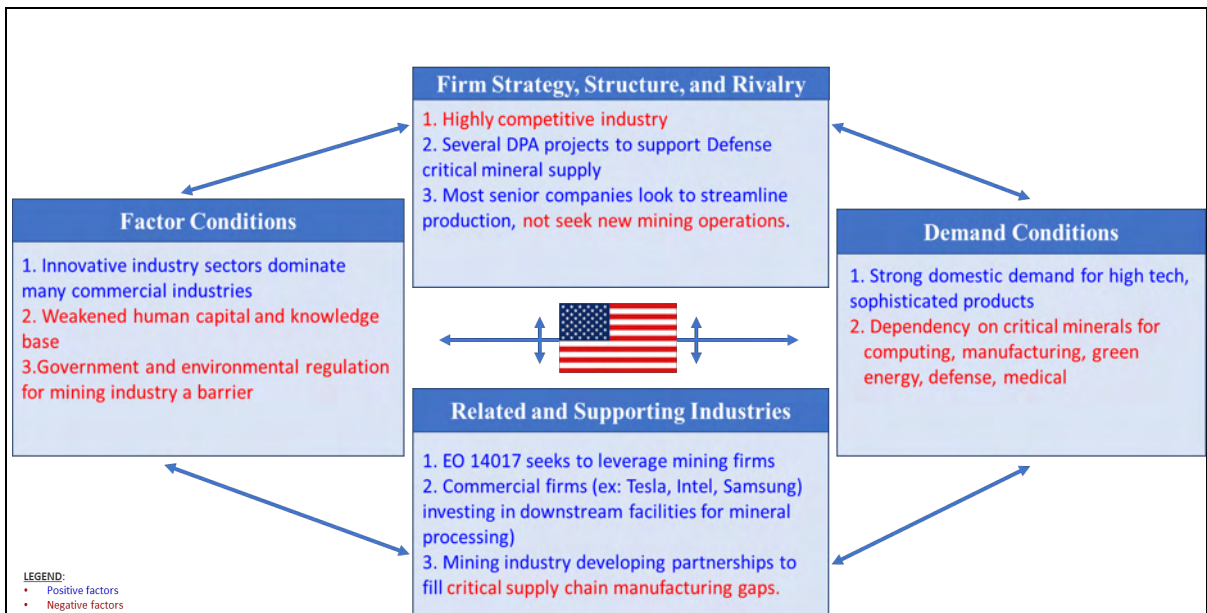 Firm Strategy, Structure, and Rivalry
1. Highly competitive industry
2. Several DPA projects to support Defense
critical mineral supply
3. Most senior companies look to streamline
production, not seek new mining operations.
Factor Conditions
1. Innovative industry sectors dominate
many commercial industries
2. Weakened human capital and knowledge
base
3.Government and environmental regulation
for mining industry a barrier
Demand Conditions
1. Strong domestic demand for high tech,
sophisticated products
2. Dependency on critical minerals for
computing, manufacturing, green
energy, defense, medical
Related and Supporting Industries
1. EO 14017 seeks to leverage mining firms
2. Commercial firms (ex: Tesla, Intel, Samsung)
investing in downstream facilities for mineral
processing)
3. Mining industry developing partnerships to
fill critical supply chain manufacturing gaps.
LEGEND:
• Positive factors
• Negative factors